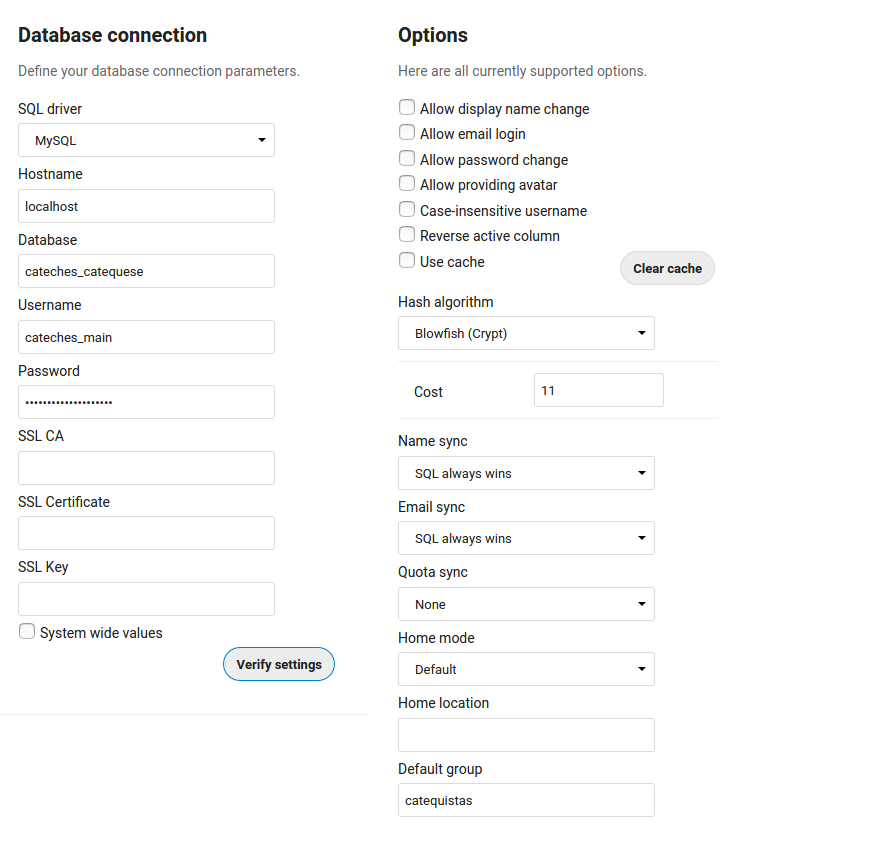 Database connection
Define your database connection parameters.
SQL driver
MySQL
Hostname
localhost
Database
cateches_catequese
Username
cateches_main
Password
••••••••••••••••••••
SSL CA
SSL Certificate
SSL Key
System wide values
Verify settings
Options
Here are all currently supported options.
Allow display name change
Allow email login
Allow password change
Allow providing avatar
Case-insensitive username
Reverse active column
Use cache
Clear cache
Hash algorithm
Blowfish (Crypt)
Cost 11
Name sync
SQL always wins
Email sync
SQL always wins
Quota sync
None
Home mode
Default
Home location
Default group
catequistas